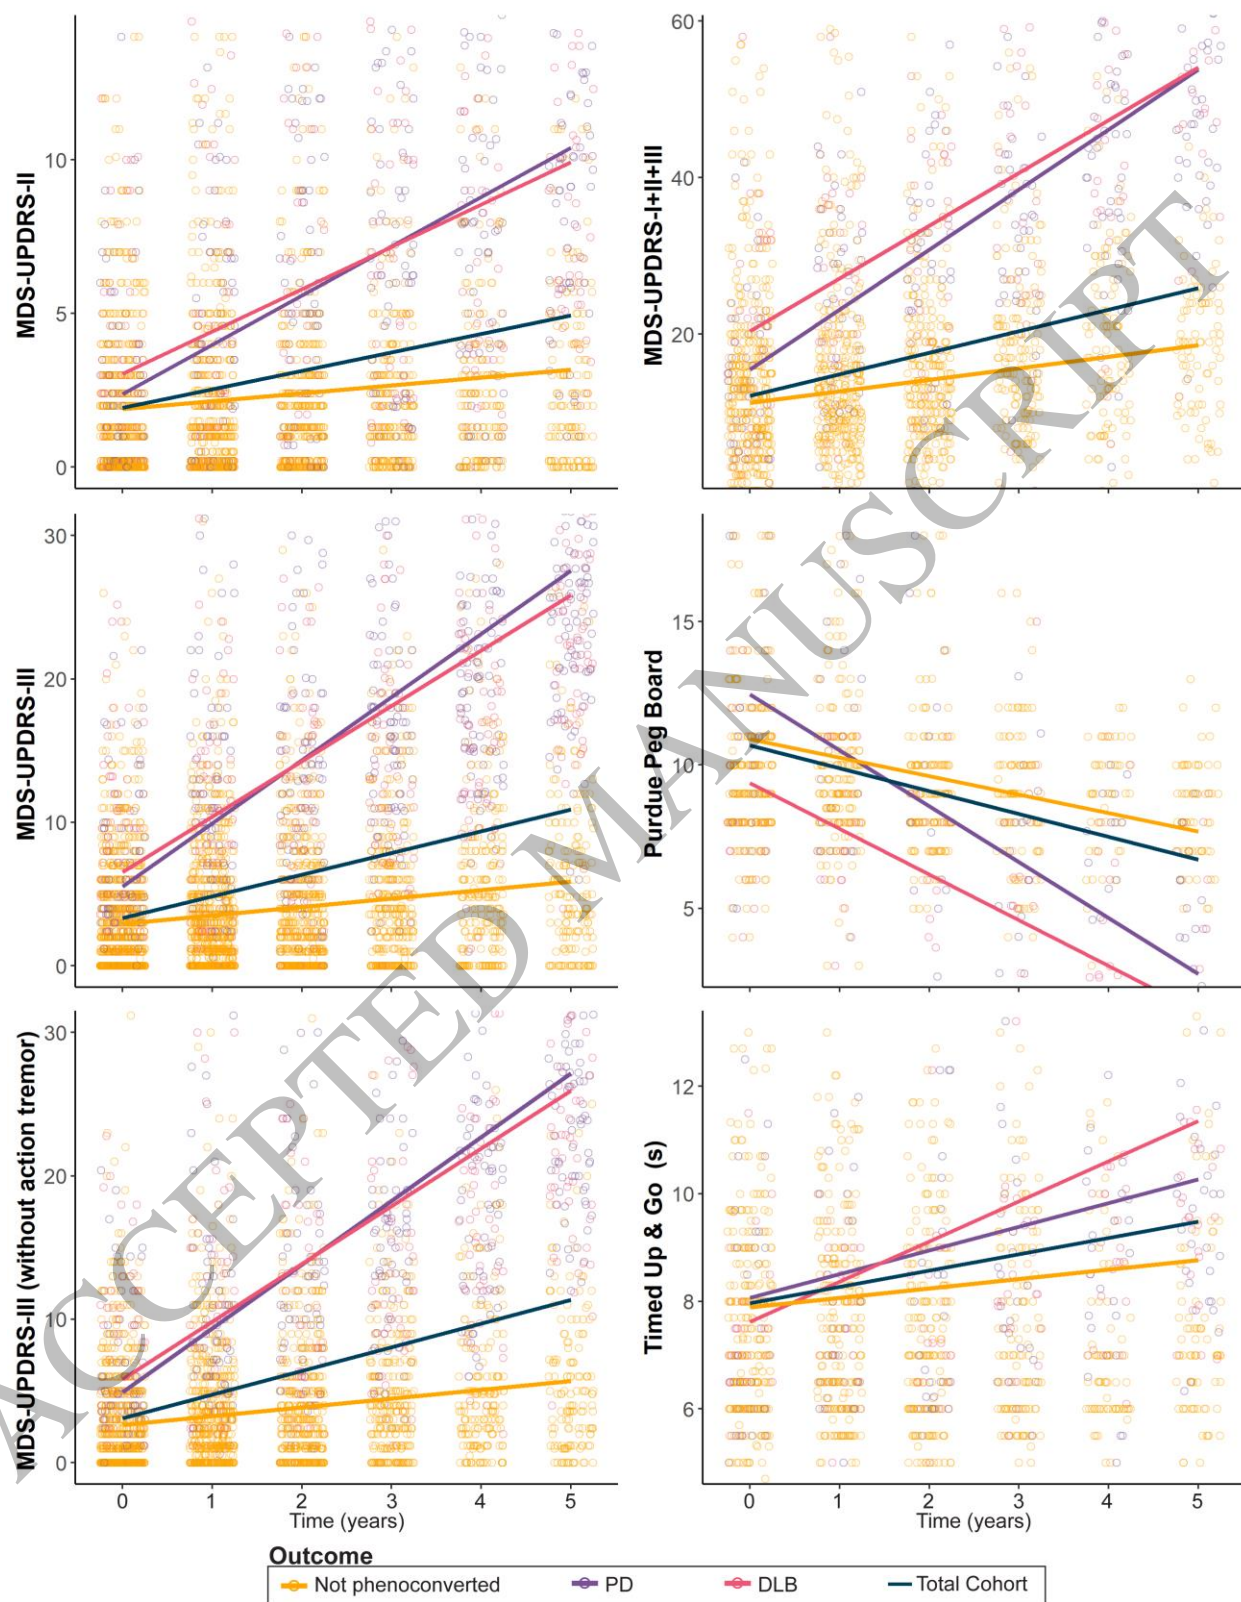 MDS-UPDRS-II
10
5
0
MDS-UPDRS-I+II+III
60
40
20
MDS-UPDRS-III
30
20
10
0
Purdue Peg Board
15
10
5
MDS-UPDRS-III (without action tremor)
30
20
10
0
0 1 2 3 4 5
Time (years)
Timed Up & Go (s)
12
10
8
6
0 1 2 3 4 5
Time (years)
Outcome
Not phenoconverted PD DLB Total Cohort
ACCEPTED MANUSCRIPT